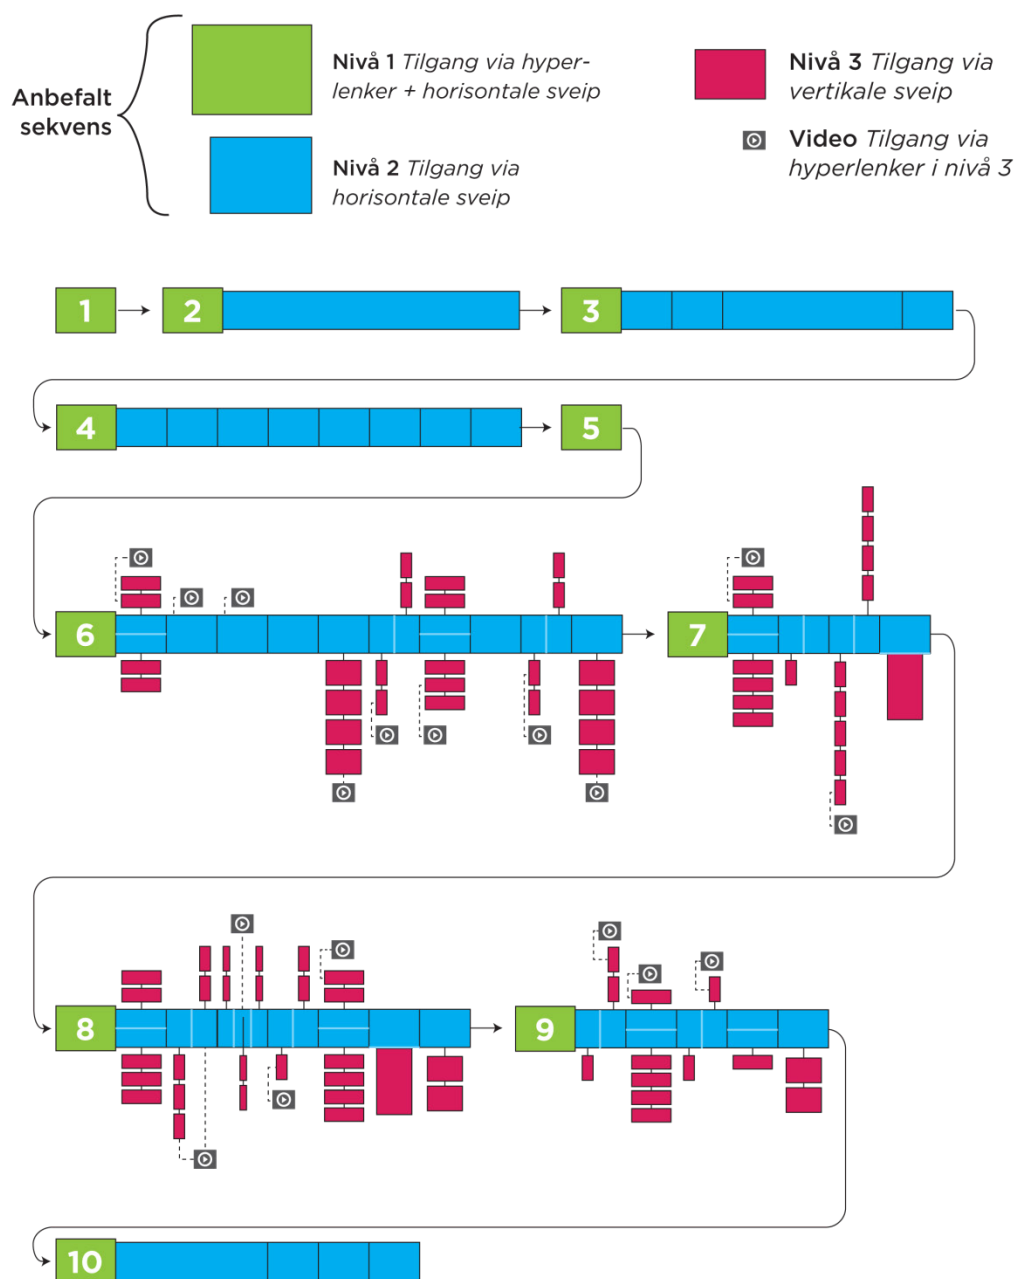 Anbefalt
sekvens
Nivå 1 Tilgang via hyper-
lenker + horisontale sveip
Nivå 2 Tilgang via
horisontale sveip
Nivå 3 Tilgang via
vertikale sveip
Video Tilgang via
hyperlenker i nivå 3
1
2
3
4
5
6
7
8
9
10